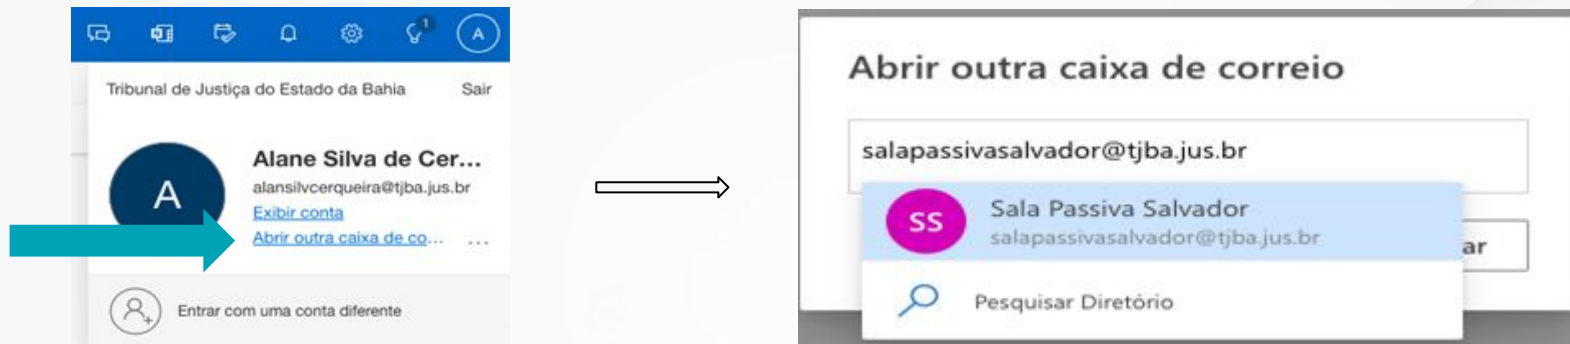 1
A
Tribunal de Justiça do Estado da Bahia Sair
A
Alane Silva de Cer...
alansilvcerqueira@tjba.jus.br
Exibir conta
Abrir outra caixa de co... ...
Entrar com uma conta diferente
Abrir outra caixa de correio
salapassivasalvador@tjba.jus.br
SS
Sala Passiva Salvador
salapassivasalvador@tjba.jus.br
ar
Pesquisar Diretório